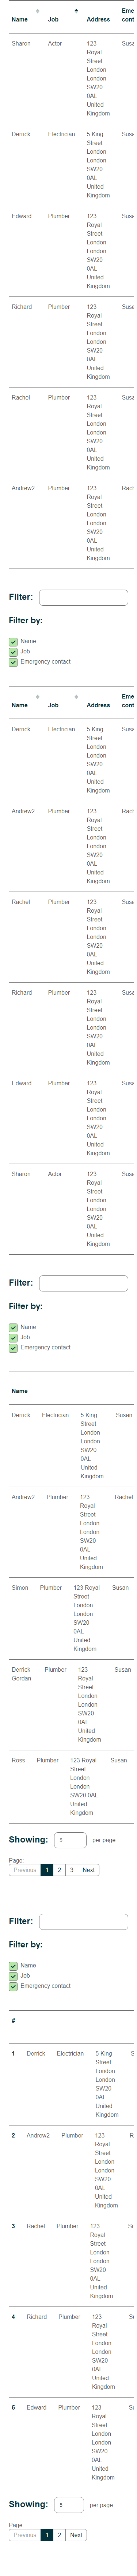 Name Job Address Eme cont
Sharon Actor 123 Royal Street London London SW20 0AL United Kingdom Susa
Derrick Electrician 5 King Street London London SW20 0AL United Kingdom Susa
Edward Plumber 123 Royal Street London London SW20 0AL United Kingdom Susa
Richard Plumber 123 Royal Street London London SW20 0AL United Kingdom Susa
Rachel Plumber 123 Royal Street London London SW20 0AL United Kingdom Susa
Andrew2 Plumber 123 Royal Street London London SW20 0AL United Kingdom Rach
Filter:
Filter by:
Name
Job
Emergency contact
Name Job Address Eme cont
Derrick Electrician 5 King Street London London SW20 0AL United Kingdom Susa
Andrew2 Plumber 123 Royal Street London London SW20 0AL United Kingdom Rach
Rachel Plumber 123 Royal Street London London SW20 0AL United Kingdom Susa
Richard Plumber 123 Royal Street London London SW20 0AL United Kingdom Susa
Edward Plumber 123 Royal Street London London SW20 0AL United Kingdom Susa
Sharon Actor 123 Royal Street London London SW20 0AL United Kingdom Susa
Filter:
Filter by:
Name
Job
Emergency contact
Name
Derrick Electrician 5 King Street London London SW20 0AL United Kingdom Susan
Andrew2 Plumber 123 Royal Street London London SW20 0AL United Kingdom Rachel
Simon Plumber 123 Royal Street London London SW20 0AL United Kingdom Susan
Derrick Gordan Plumber 123 Royal Street London London SW20 0AL United Kingdom Susan
Ross Plumber 123 Royal Street London London SW20 0AL United Kingdom Susan
Showing: 5 per page
Page:
Previous 1 2 3 Next
Filter:
Filter by:
Name
Job
Emergency contact
#
1 Derrick Electrician 5 King Street London London SW20 0AL United Kingdom S
2 Andrew2 Plumber 123 Royal Street London London SW20 0AL United Kingdom R
3 Rachel Plumber 123 Royal Street London London SW20 0AL United Kingdom Su
4 Richard Plumber 123 Royal Street London London SW20 0AL United Kingdom Su
5 Edward Plumber 123 Royal Street London London SW20 0AL United Kingdom Su
Showing: 5 per page
Page:
Previous 1 2 Next